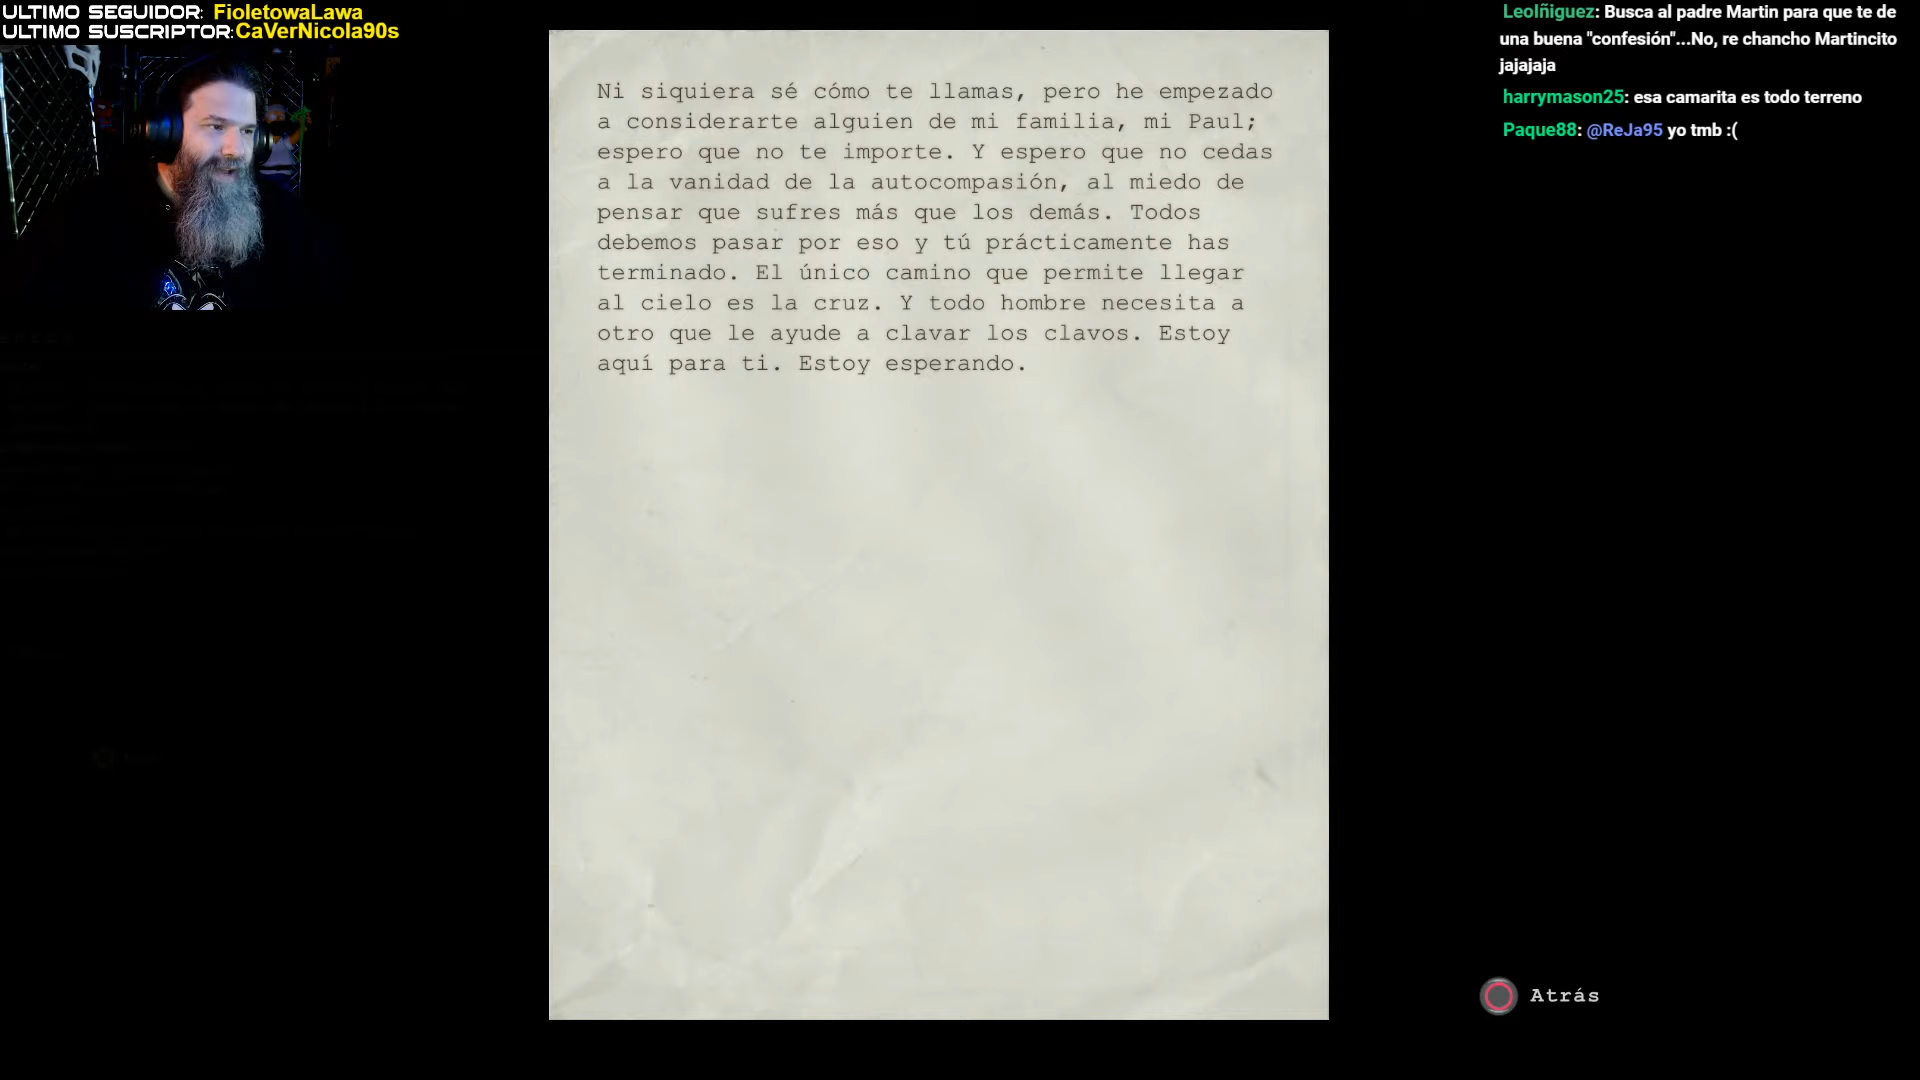 ULTIMO SEGUIDOR: FioletowaLawa
ULTIMO SUSCRIPTOR:CaVerNicola90s
Ni siquiera sé cómo te llamas, pero he empezado
a considerarte alguien de mi familia, mi Paul;
espero que no te importe. Y espero que no cedas
a la vanidad de la autocompasión, al miedo de
pensar que sufres más que los demás. Todos
debemos pasar por eso y tú prácticamente has
terminado. El único camino que permite llegar
al cielo es la cruz. Y todo hombre necesita a
otro que le ayude a clavar los clavos. Estoy
aquí para ti. Estoy esperando.
LeoIñiguez: Busca al padre Martin para que te de
una buena "confesión"...No, re chancho Martincito
jajajaja
harrymason25: esa camarita es todo terreno
Paque88: @ReJa95 yo tmb :(
Atrás